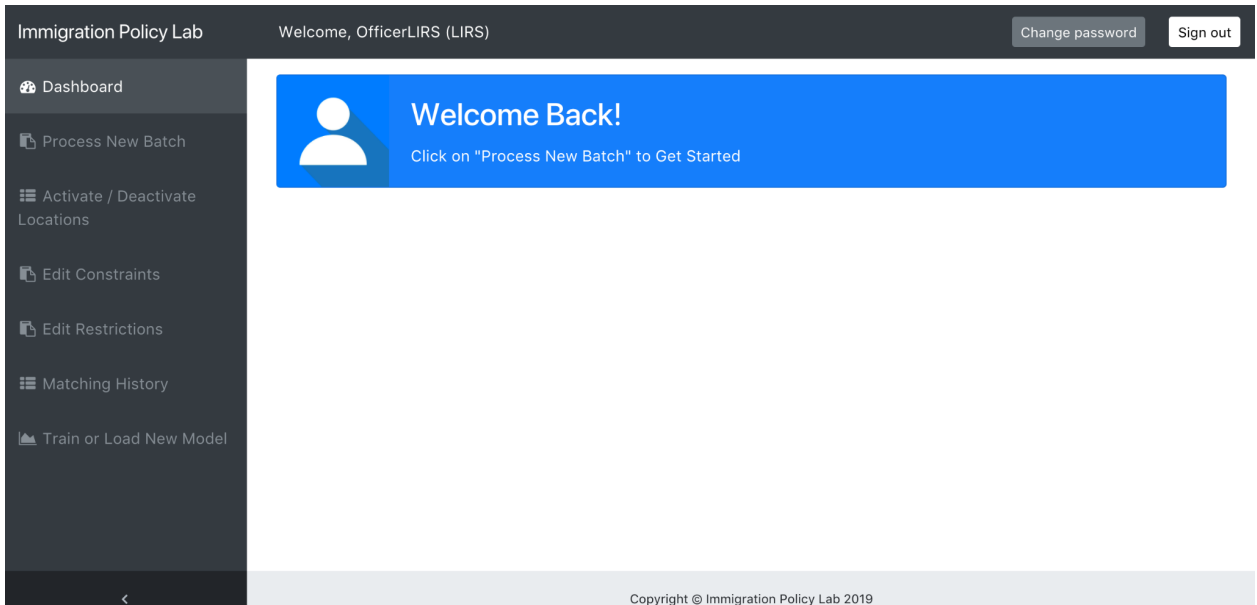 Immigration Policy Lab
Welcome, OfficerLIRS (LIRS)
Change password
Sign out
Dashboard
Process New Batch
Activate / Deactivate
Locations
Edit Constraints
Edit Restrictions
Matching History
Train or Load New Model
Welcome Back!
Click on "Process New Batch" to Get Started
Copyright © Immigration Policy Lab 2019